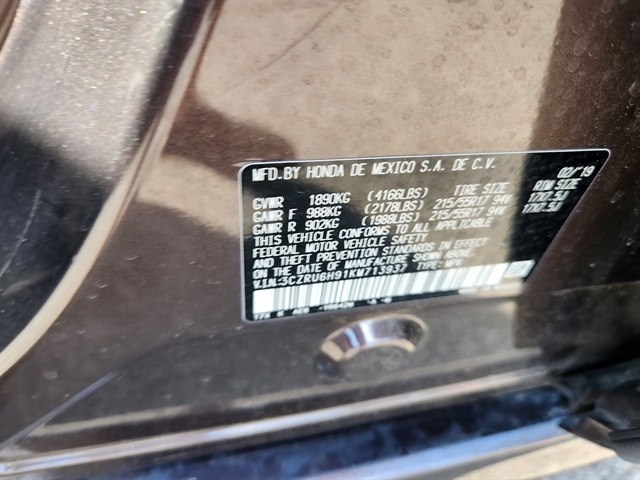 MFD.BY HONDA DE MEXICO S.A. DE C.V. 02/'19
GVWR 1890KG (4166LBS) TIRE SIZE RIM SIZE
GAWR F 988KG (2178LBS) 215/55R17 94V 17X7.5J
GAWR R 902KG (1988LBS) 215/55R17 94V 17X7.5J
THIS VEHICLE CONFORMS TO ALL APPLICABLE
FEDERAL MOTOR VEHICLE SAFETY
AND THEFT PREVENTION STANDARDS IN EFFECT
ON THE DATE OF MANUFACTURE SHOWN ABOVE.
V.I.N.:3CZRU6H91KM713937 TYPE:MPV